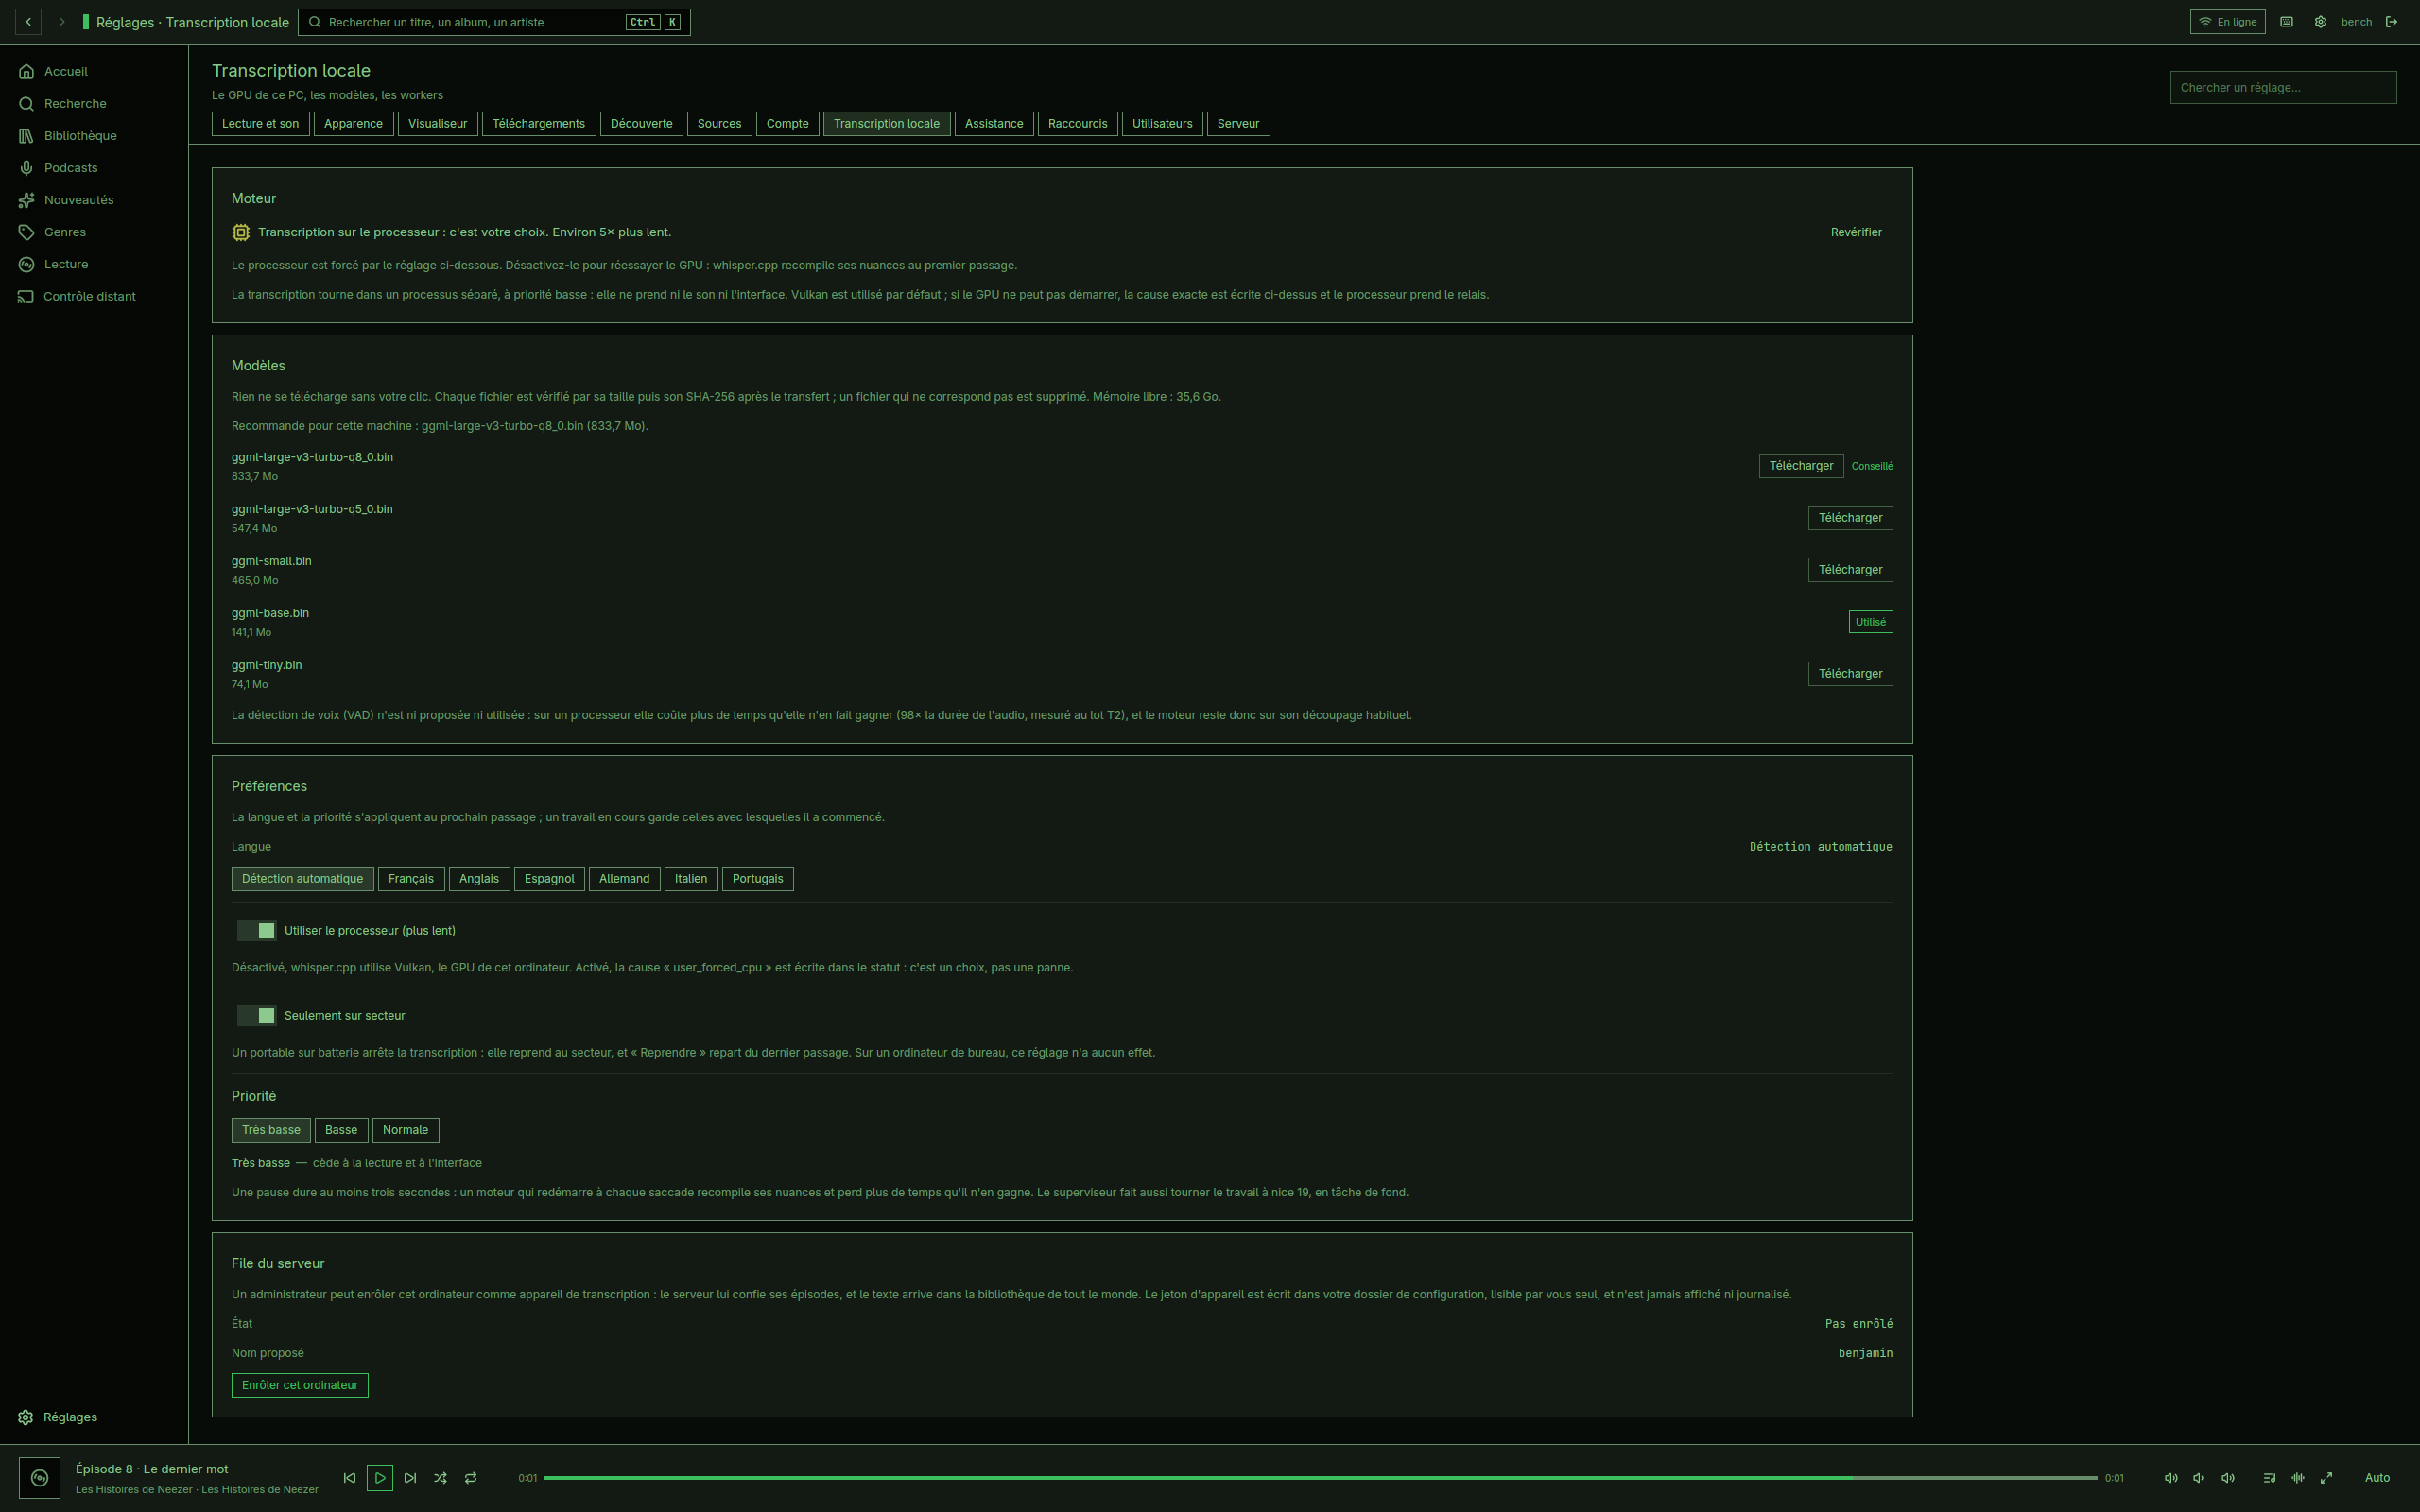 Réglages · Transcription locale
Rechercher un titre, un album, un artiste
Ctrl K
En ligne
bench
Accueil
Recherche
Bibliothèque
Podcasts
Nouveautés
Genres
Lecture
Contrôle distant
Réglages
Transcription locale
Le GPU de ce PC, les modèles, les workers
Chercher un réglage...
Lecture et son
Apparence
Visualiseur
Téléchargements
Découverte
Sources
Compte
Transcription locale
Assistance
Raccourcis
Utilisateurs
Serveur
Moteur
Transcription sur le processeur : c'est votre choix. Environ 5× plus lent.
Revérifier
Le processeur est forcé par le réglage ci-dessous. Désactivez-le pour réessayer le GPU : whisper.cpp recompile ses nuances au premier passage.
La transcription tourne dans un processus séparé, à priorité basse : elle ne prend ni le son ni l'interface. Vulkan est utilisé par défaut ; si le GPU ne peut pas démarrer, la cause exacte est écrite ci-dessus et le processeur prend le relais.
Modèles
Rien ne se télécharge sans votre clic. Chaque fichier est vérifié par sa taille puis son SHA-256 après le transfert ; un fichier qui ne correspond pas est supprimé. Mémoire libre : 35,6 Go.
Recommandé pour cette machine : ggml-large-v3-turbo-q8_0.bin (833,7 Mo).
ggml-large-v3-turbo-q8_0.bin
833,7 Mo
Télécharger
Conseillé
ggml-large-v3-turbo-q5_0.bin
547,4 Mo
Télécharger
ggml-small.bin
465,0 Mo
Télécharger
ggml-base.bin
141,1 Mo
Utilisé
ggml-tiny.bin
74,1 Mo
Télécharger
La détection de voix (VAD) n'est ni proposée ni utilisée : sur un processeur elle coûte plus de temps qu'elle n'en fait gagner (98× la durée de l'audio, mesuré au lot T2), et le moteur reste donc sur son découpage habituel.
Préférences
La langue et la priorité s'appliquent au prochain passage ; un travail en cours garde celles avec lesquelles il a commencé.
Langue
Détection automatique
Détection automatique
Français
Anglais
Espagnol
Allemand
Italien
Portugais
Utiliser le processeur (plus lent)
Désactivé, whisper.cpp utilise Vulkan, le GPU de cet ordinateur. Activé, la cause « user_forced_cpu » est écrite dans le statut : c'est un choix, pas une panne.
Seulement sur secteur
Un portable sur batterie arrête la transcription : elle reprend au secteur, et « Reprendre » repart du dernier passage. Sur un ordinateur de bureau, ce réglage n'a aucun effet.
Priorité
Très basse
Basse
Normale
Très basse — cède à la lecture et à l'interface
Une pause dure au moins trois secondes : un moteur qui redémarre à chaque saccade recompile ses nuances et perd plus de temps qu'il n'en gagne. Le superviseur fait aussi tourner le travail à nice 19, en tâche de fond.
File du serveur
Un administrateur peut enrôler cet ordinateur comme appareil de transcription : le serveur lui confie ses épisodes, et le texte arrive dans la bibliothèque de tout le monde. Le jeton d'appareil est écrit dans votre dossier de configuration, lisible par vous seul, et n'est jamais affiché ni journalisé.
État
Pas enrôlé
Nom proposé
benjamin
Enrôler cet ordinateur
Épisode 8 · Le dernier mot
Les Histoires de Neezer · Les Histoires de Neezer
0:01
0:01
Auto